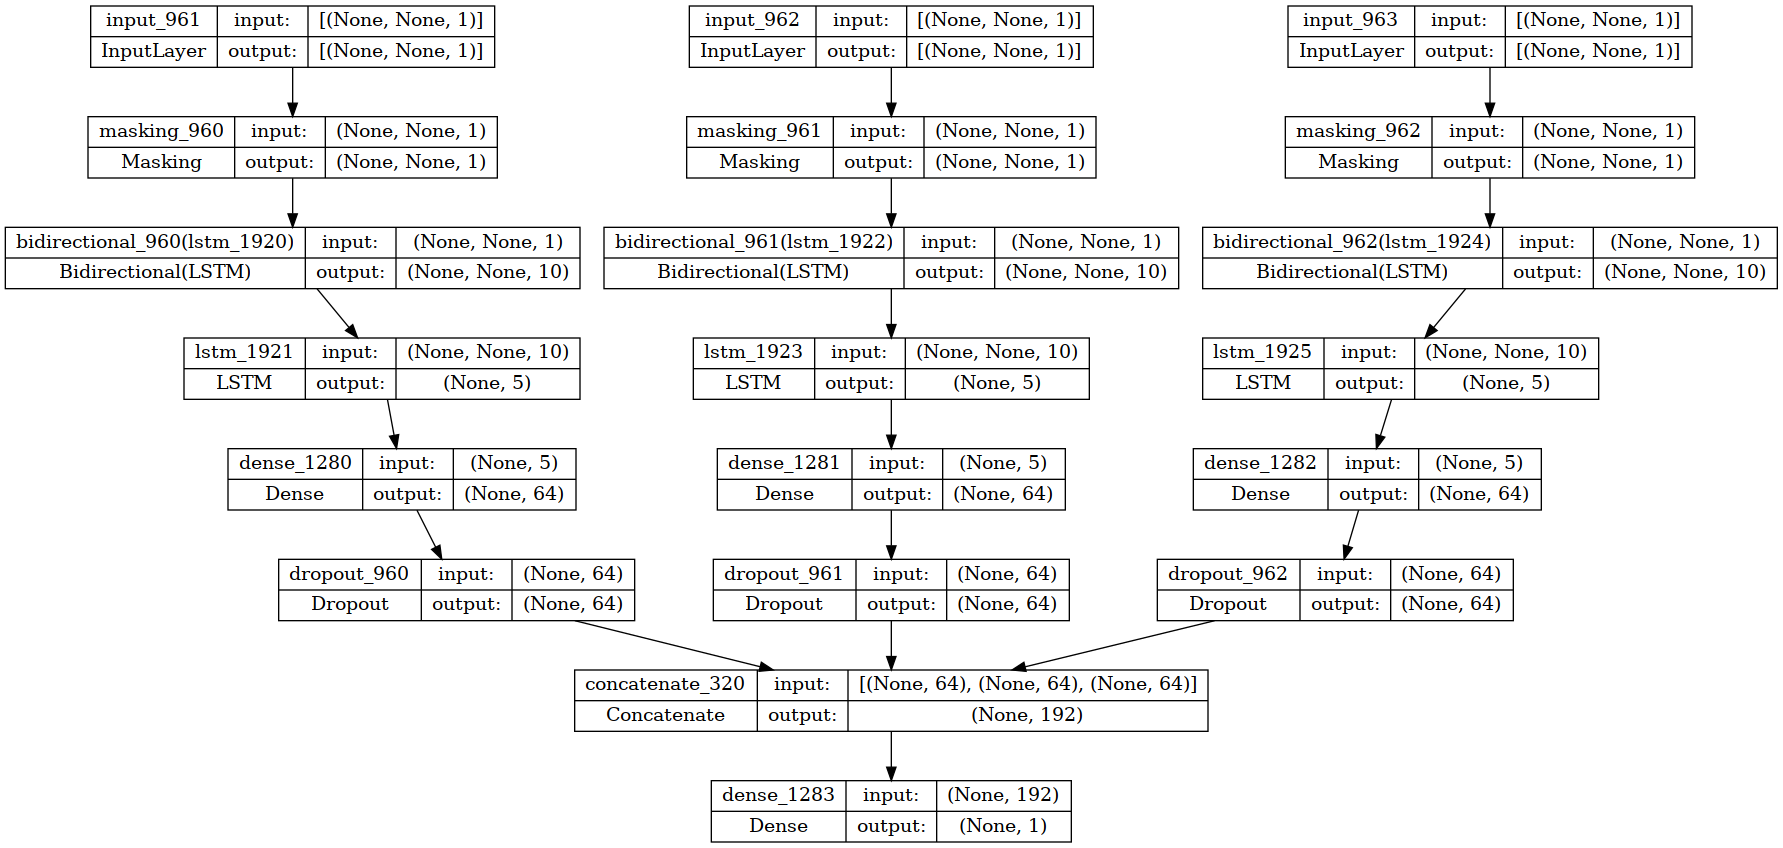 input_961 input: [(None, None, 1)] input_962 input: [(None, None, 1)] input_963 input: [(None, None, 1)]
InputLayer output: [(None, None, 1)] InputLayer output: [(None, None, 1)] InputLayer output: [(None, None, 1)]
masking_960 input: (None, None, 1) masking_961 input: (None, None, 1) masking_962 input: (None, None, 1)
Masking output: (None, None, 1) Masking output: (None, None, 1) Masking output: (None, None, 1)
bidirectional_960(lstm_1920) input: (None, None, 1) bidirectional_961(lstm_1922) input: (None, None, 1) bidirectional_962(lstm_1924) input: (None, None, 1)
Bidirectional(LSTM) output: (None, None, 10) Bidirectional(LSTM) output: (None, None, 10) Bidirectional(LSTM) output: (None, None, 10)
lstm_1921 input: (None, None, 10) lstm_1923 input: (None, None, 10) lstm_1925 input: (None, None, 10)
LSTM output: (None, 5) LSTM output: (None, 5) LSTM output: (None, 5)
dense_1280 input: (None, 5) dense_1281 input: (None, 5) dense_1282 input: (None, 5)
Dense output: (None, 64) Dense output: (None, 64) Dense output: (None, 64)
dropout_960 input: (None, 64) dropout_961 input: (None, 64) dropout_962 input: (None, 64)
Dropout output: (None, 64) Dropout output: (None, 64) Dropout output: (None, 64)
concatenate_320 input: [(None, 64), (None, 64), (None, 64)]
Concatenate output: (None, 192)
dense_1283 input: (None, 192)
Dense output: (None, 1)